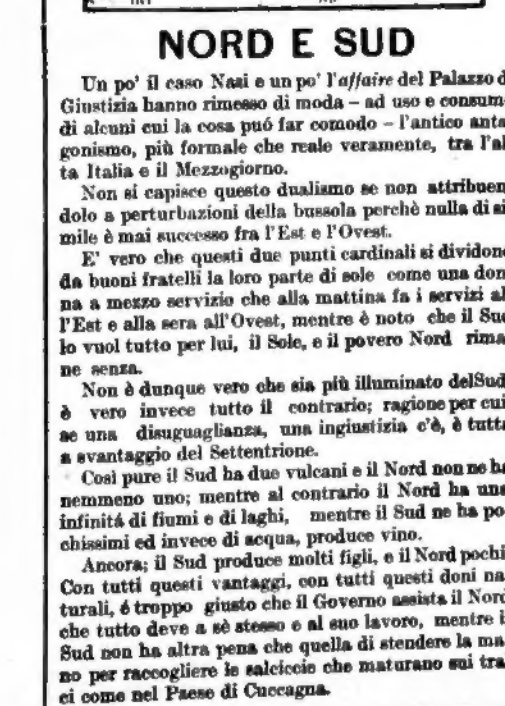 NORD E SUD
Un po' il caso Nasi e un po' l'affaire del Palazzo d
Giustizia hanno rimesso di moda – ad uso e consum
di alcuni cui la cosa puó far comodo – l'antico anta
gonismo, più formale che reale veramente, tra l'al
ta Italia e il Mezzogiorno.
Non si capisce questo dualismo se non attribuen
dolo a perturbazioni della bussola perchè nulla di si
mile è mai successo fra l'Est e l'Ovest.
E' vero che questi due punti cardinali si dividono
da buoni fratelli la loro parte di sole come una don
na a mezzo servizio che alla mattina fa i servizi al
l'Est e alla sera all'Ovest, mentre è noto che il Sud
lo vuol tutto per lui, il Sole, e il povero Nord rima
ne senza.
Non è dunque vero che sia più illuminato delSud
è vero invece tutto il contrario; ragione per cui
se una disuguaglianza, una ingiustizia c'è, è tutta
a svantaggio del Settentrione.
Così pure il Sud ha due vulcani e il Nord non ne ha
nemmeno uno; mentre al contrario il Nord ha una
infinitá di fiumi e di laghi, mentre il Sud ne ha po
chissimi ed invece di acqua, produce vino.
Ancora; il Sud produce molti figli, e il Nord pochi
Con tutti questi vantaggi, con tutti questi doni na
turali, é troppo giusto che il Governo assista il Nord
che tutto deve a sè stesso e al suo lavoro, mentre i
Sud non ha altra pena che quella di stendere la ma
no per raccogliere le salciccie che maturano sui tra
ci come nel Paese di Cuccagna.